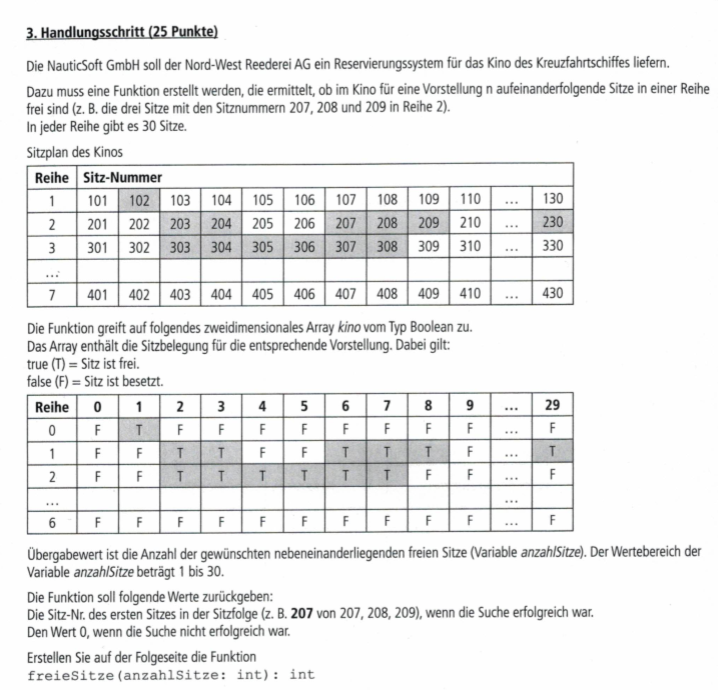 3. Handlungsschritt (25 Punkte)
Die NauticSoft GmbH soll der Nord-West Reederei AG ein Reservierungssystem für das Kino des Kreuzfahrtschiffes liefern.
Dazu muss eine Funktion erstellt werden, die ermittelt, ob im Kino für eine Vorstellung n aufeinanderfolgende Sitze in einer Reihe
frei sind (z. B. die drei Sitze mit den Sitznummern 207, 208 und 209 in Reihe 2).
In jeder Reihe gibt es 30 Sitze.
Sitzplan des Kinos
Reihe Sitz-Nummer
1 101 102 103 104 105 106 107 108 109 110 ... 130
2 201 202 203 204 205 206 207 208 209 210 ... 230
3 301 302 303 304 305 306 307 308 309 310 ... 330
...
7 401 402 403 404 405 406 407 408 409 410 ... 430
Die Funktion greift auf folgendes zweidimensionales Array kino vom Typ Boolean zu.
Das Array enthält die Sitzbelegung für die entsprechende Vorstellung. Dabei gilt:
true (T) = Sitz ist frei.
false (F) = Sitz ist besetzt.
Reihe 0 1 2 3 4 5 6 7 8 9 ... 29
0 F T F F F F F F F F ... F
1 F F T T F F T T T F ... T
2 F F T T T T T T F F ... F
... ...
6 F F F F F F F F F F ... F
Übergabewert ist die Anzahl der gewünschten nebeneinanderliegenden freien Sitze (Variable anzahlSitze). Der Wertebereich der
Variable anzahlSitze beträgt 1 bis 30.
Die Funktion soll folgende Werte zurückgeben:
Die Sitz-Nr. des ersten Sitzes in der Sitzfolge (z. B. 207 von 207, 208, 209), wenn die Suche erfolgreich war.
Den Wert 0, wenn die Suche nicht erfolgreich war.
Erstellen Sie auf der Folgeseite die Funktion
freieSitze(anzahlSitze: int): int